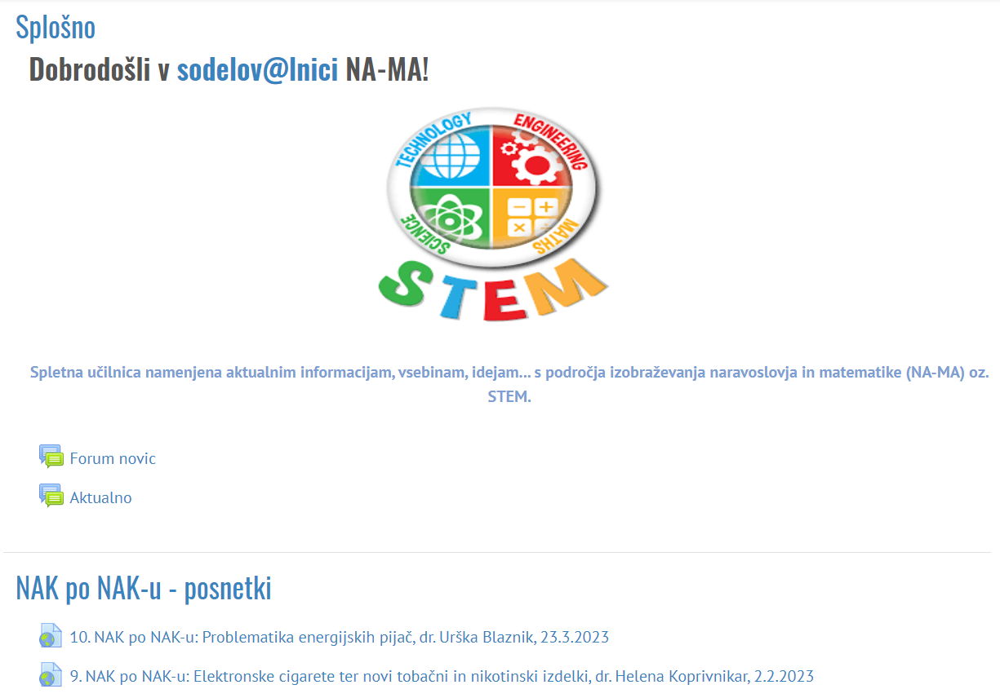 Splošno
Dobrodošli v sodelov@lnici NA-MA!
TECHNOLOGY
ENGINEERING
SCIENCE
MATHS
STEM
Spletna učilnica namenjena aktualnim informacijam, vsebinam, idejam... s področja izobraževanja naravoslovja in matematike (NA-MA) oz.
STEM.
Forum novic
Aktualno
NAK po NAK-u - posnetki
10. NAK po NAK-u: Problematika energijskih pijač, dr. Urška Blaznik, 23.3.2023
9. NAK po NAK-u: Elektronske cigarete ter novi tobačni in nikotinski izdelki, dr. Helena Koprivnikar, 2.2.2023